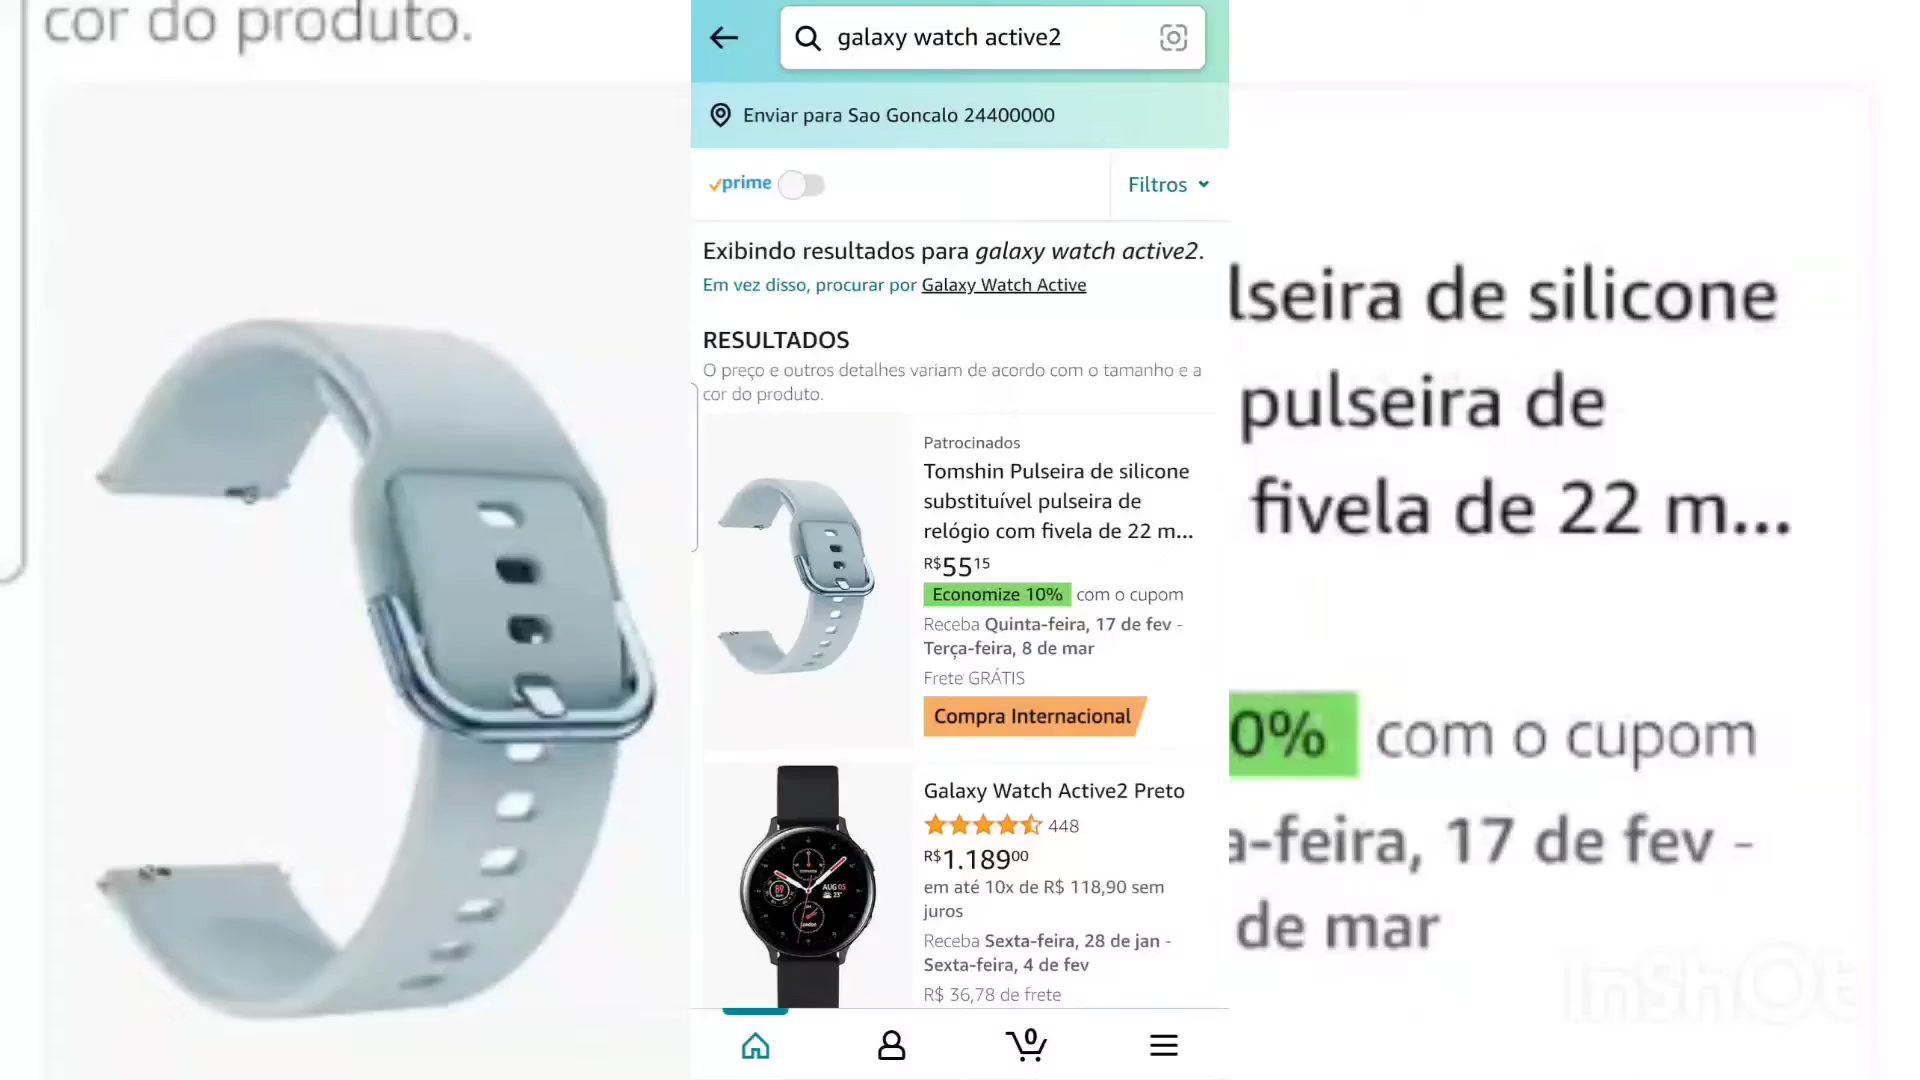 cor do produto.
galaxy watch active2
Enviar para Sao Goncalo 24400000
prime
Filtros
Exibindo resultados para galaxy watch active2.
Em vez disso, procurar por Galaxy Watch Active
RESULTADOS
O preço e outros detalhes variam de acordo com o tamanho e a
cor do produto.
Patrocinados
Tomshin Pulseira de silicone
substituível pulseira de
relógio com fivela de 22 m...
R$55 15
Economize 10% com o cupom
Receba Quinta-feira, 17 de fev -
Terça-feira, 8 de mar
Frete GRÁTIS
Compra Internacional
Galaxy Watch Active2 Preto
448
R$1.189 00
em até 10x de R$ 118,90 sem
juros
Receba Sexta-feira, 28 de jan -
Sexta-feira, 4 de fev
R$ 36,78 de frete
0
lseira de silicone
pulseira de
fivela de 22 m...
0% com o cupom
a-feira, 17 de fev -
de mar
InShOt